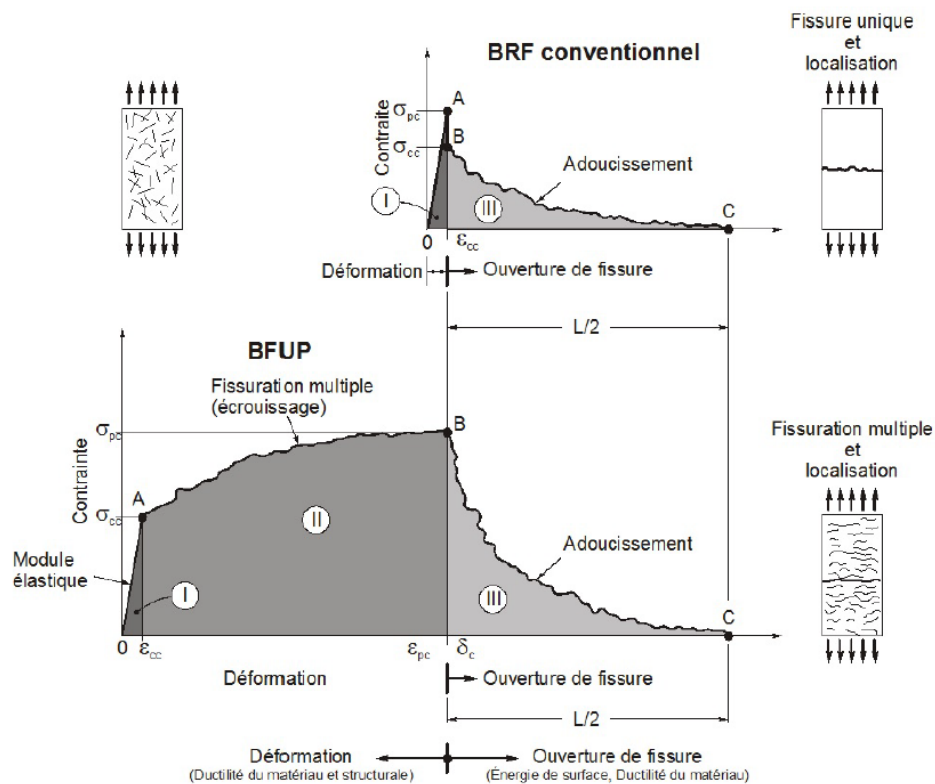 BRF conventionnel
Fissure unique
et
localisation
Contraite
σpc
σcc
A
B
I
III
Adoucissement
C
0
εcc
Déformation
Ouverture de fissure
L/2
BFUP
Fissuration multiple
(écrouissage)
Contrainte
σpc
σcc
A
B
Module
élastique
I
II
III
Adoucissement
C
0
εcc
εpc
δc
Déformation
Ouverture de fissure
L/2
Fissuration multiple
et
localisation
Déformation
(Ductilité du matériau et structurale)
Ouverture de fissure
(Énergie de surface, Ductilité du matériau)